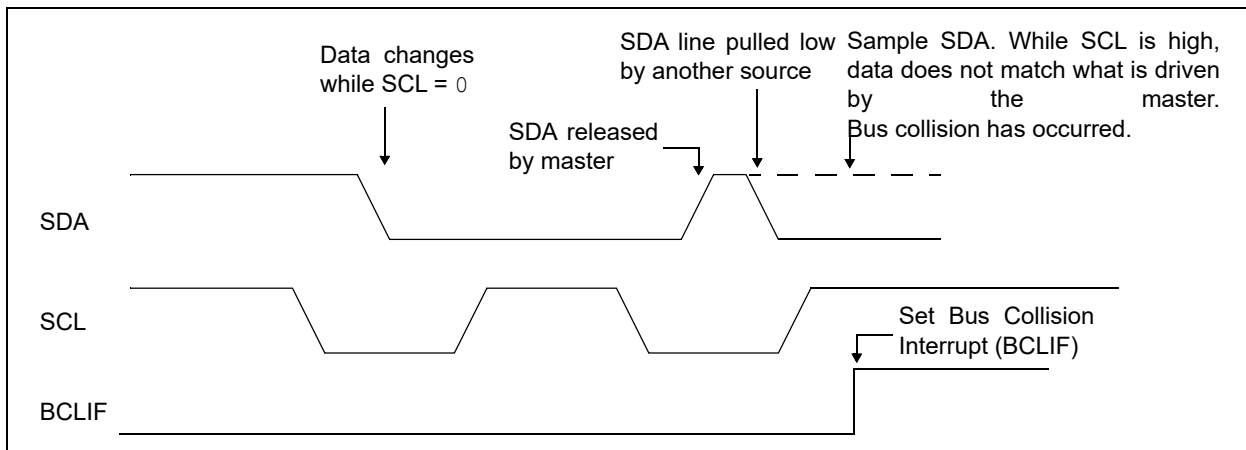 Data changes
while SCL = 0
SDA released
by master
SDA line pulled low
by another source
Sample SDA. While SCL is high,
data does not match what is driven
by the master.
Bus collision has occurred.
SDA
SCL
Set Bus Collision
Interrupt (BCLIF)
BCLIF